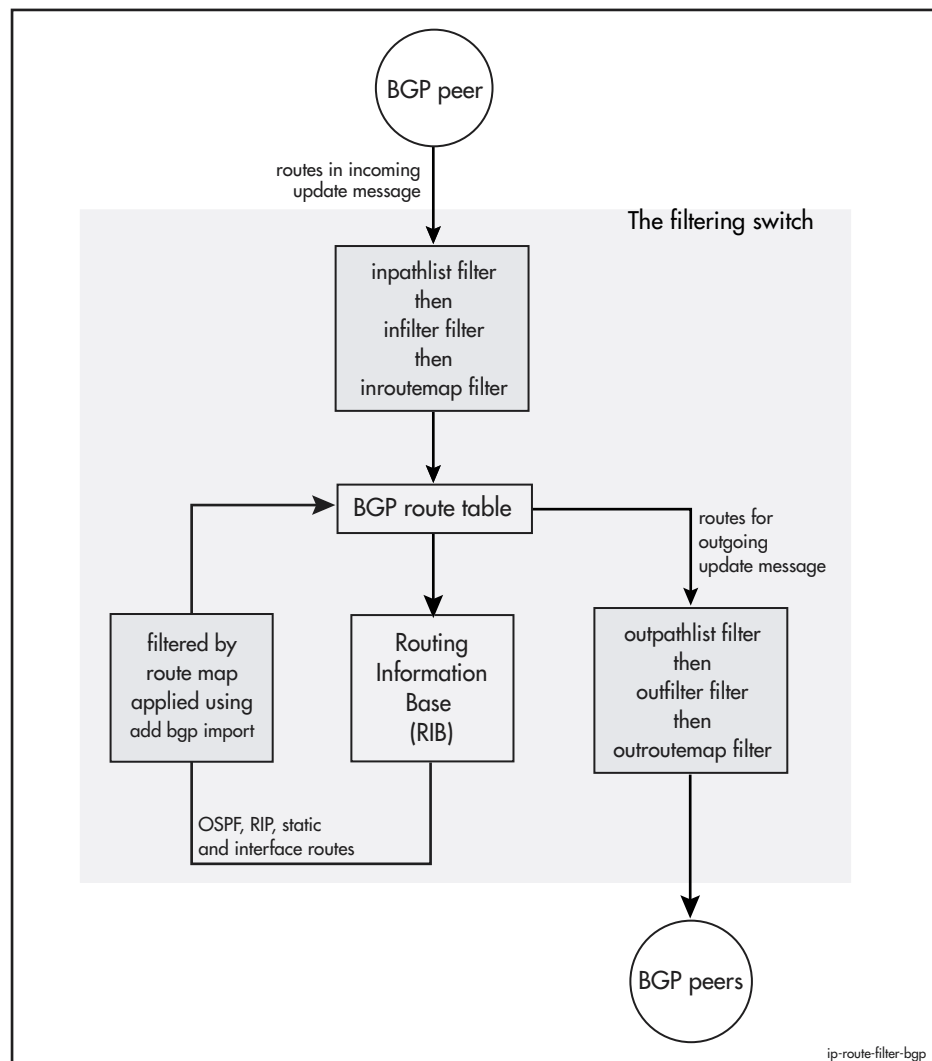 BGP peer
routes in incoming
update message
The filtering switch
inpathlist filter
then
infilter filter
then
inroutemap filter
BGP route table
routes for
outgoing
update message
filtered by
route map
applied using
add bgp import
Routing
Information
Base
(RIB)
outpathlist filter
then
outfilter filter
then
outroutemap filter
OSPF, RIP, static
and interface routes
BGP peers
ip-route-filter-bgp